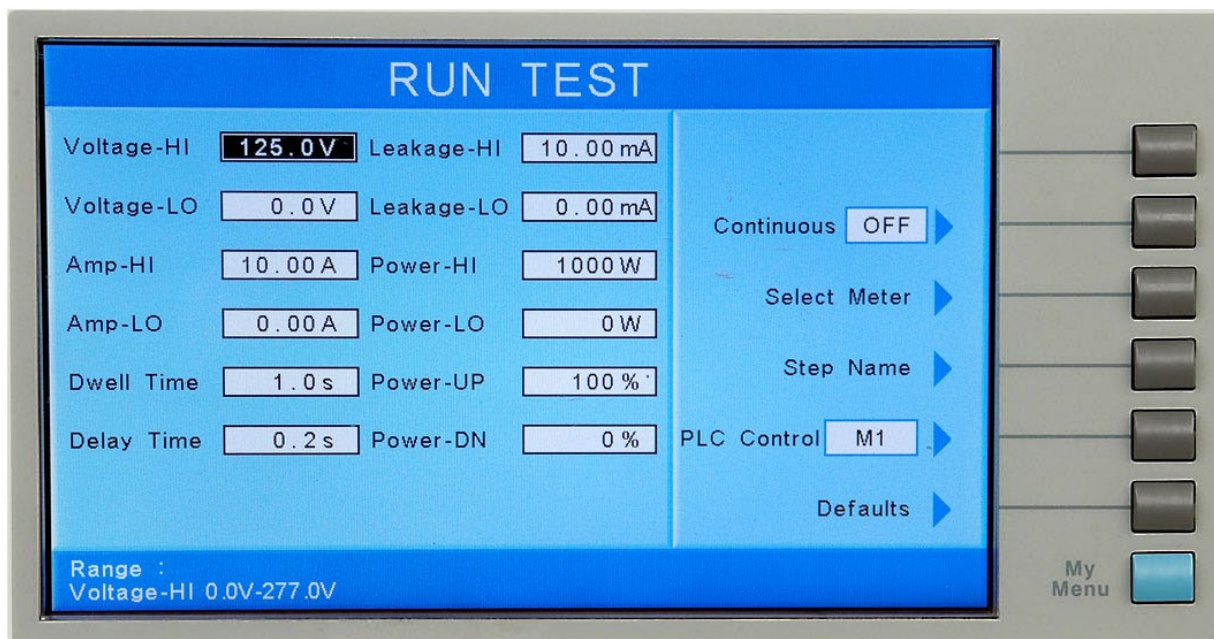 RUN TEST
Voltage-HI 125.0V Leakage-HI 10.00mA
Voltage-LO 0.0V Leakage-LO 0.00mA
Amp-HI 10.00A Power-HI 1000W
Amp-LO 0.00A Power-LO 0W
Dwell Time 1.0s Power-UP 100%
Delay Time 0.2s Power-DN 0%
Continuous OFF
Select Meter
Step Name
PLC Control M1
Defaults
Range :
Voltage-HI 0.0V-277.0V
My
Menu